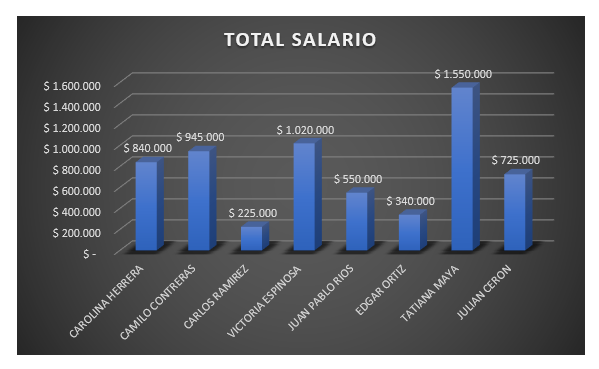 TOTAL SALARIO
$ 1.600.000
$ 1.400.000
$ 1.200.000
$ 1.000.000
$ 800.000
$ 600.000
$ 400.000
$ 200.000
$ -
$ 840.000
$ 945.000
$ 225.000
$ 1.020.000
$ 550.000
$ 340.000
$ 1.550.000
$ 725.000
CAROLINA HERRERA
CAMILO CONTRERAS
CARLOS RAMIREZ
VICTORIA ESPINOSA
JUAN PABLO RIOS
EDGAR ORTIZ
TATIANA MAYA
JULIAN CERON